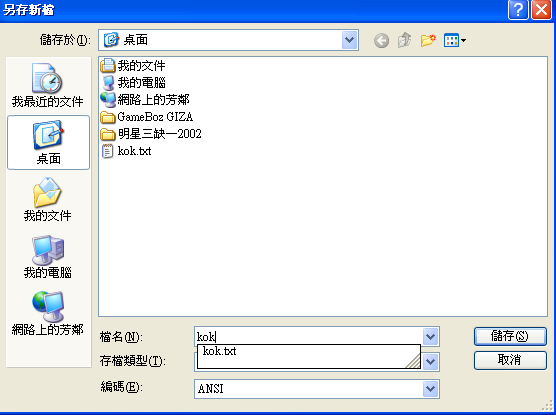 另存新檔
儲存於(I):
桌面
我最近的文件
桌面
我的文件
我的電腦
網路上的芳鄰
我的文件
我的電腦
網路上的芳鄰
GameBoz GIZA
明星三缺一2002
kok.txt
檔名(N):
kok
儲存(S)
kok.txt
存檔類型(T):
取消
編碼(E):
ANSI